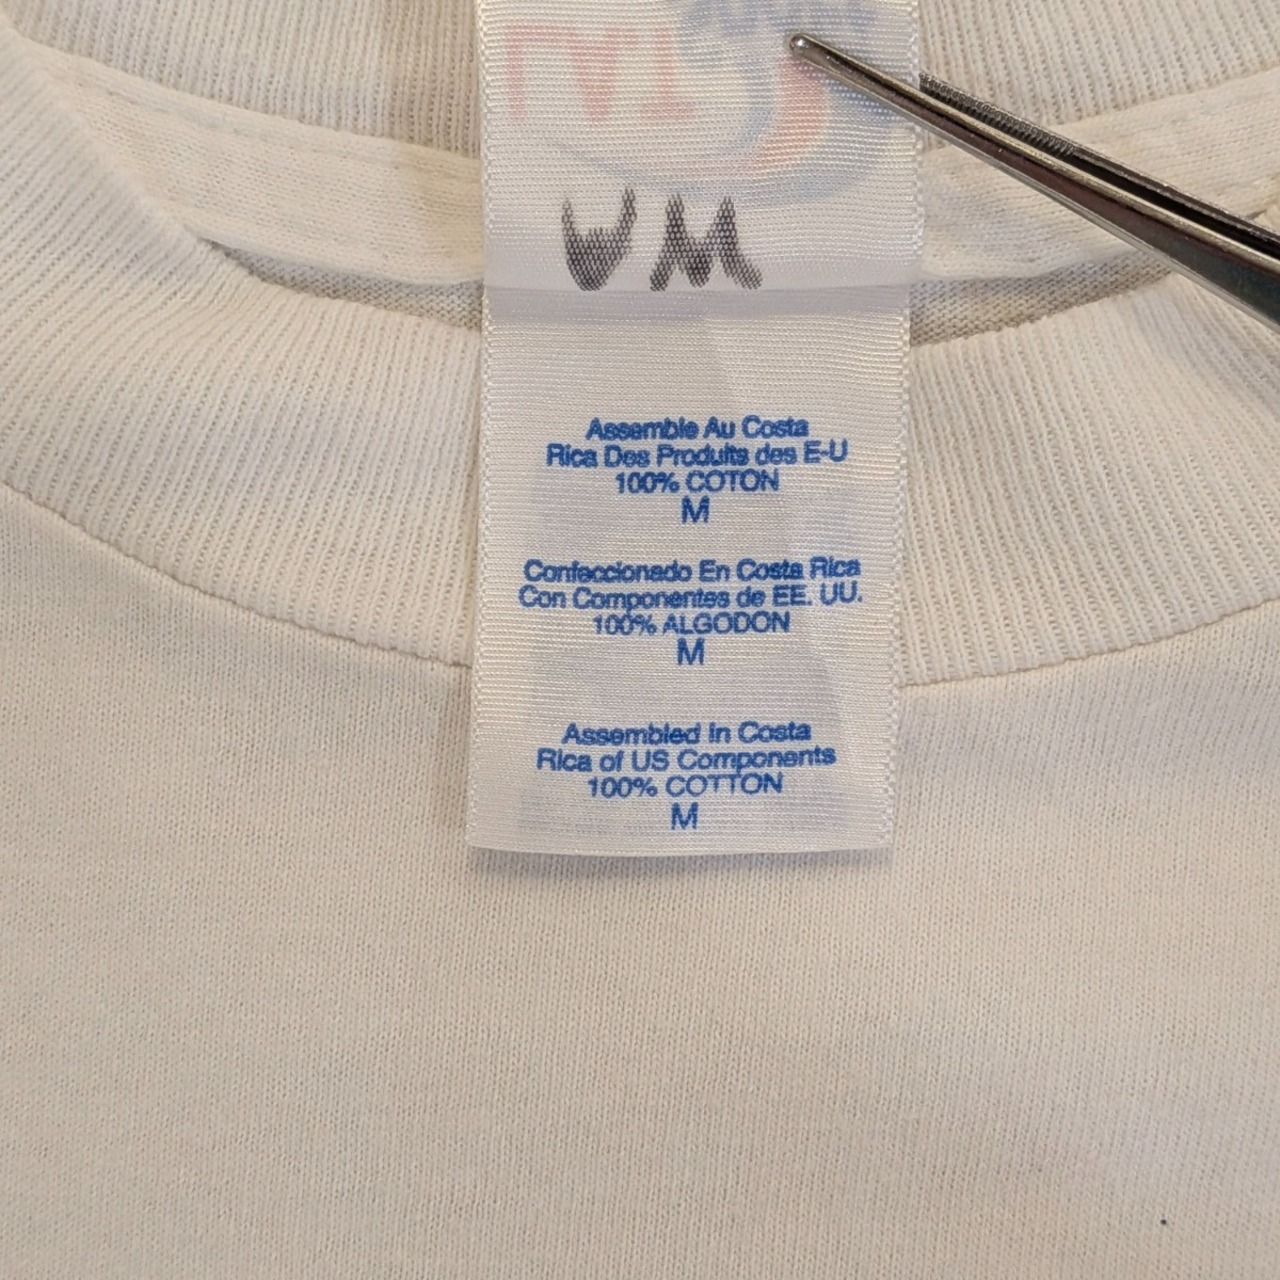 Assemble Au Costa
Rica Des Produits des E-U
100% COTON
M
Confeccionado En Costa Rica
Con Componentes de EE. UU.
100% ALGODON
M
Assembled In Costa
Rica of US Components
100% COTTON
M